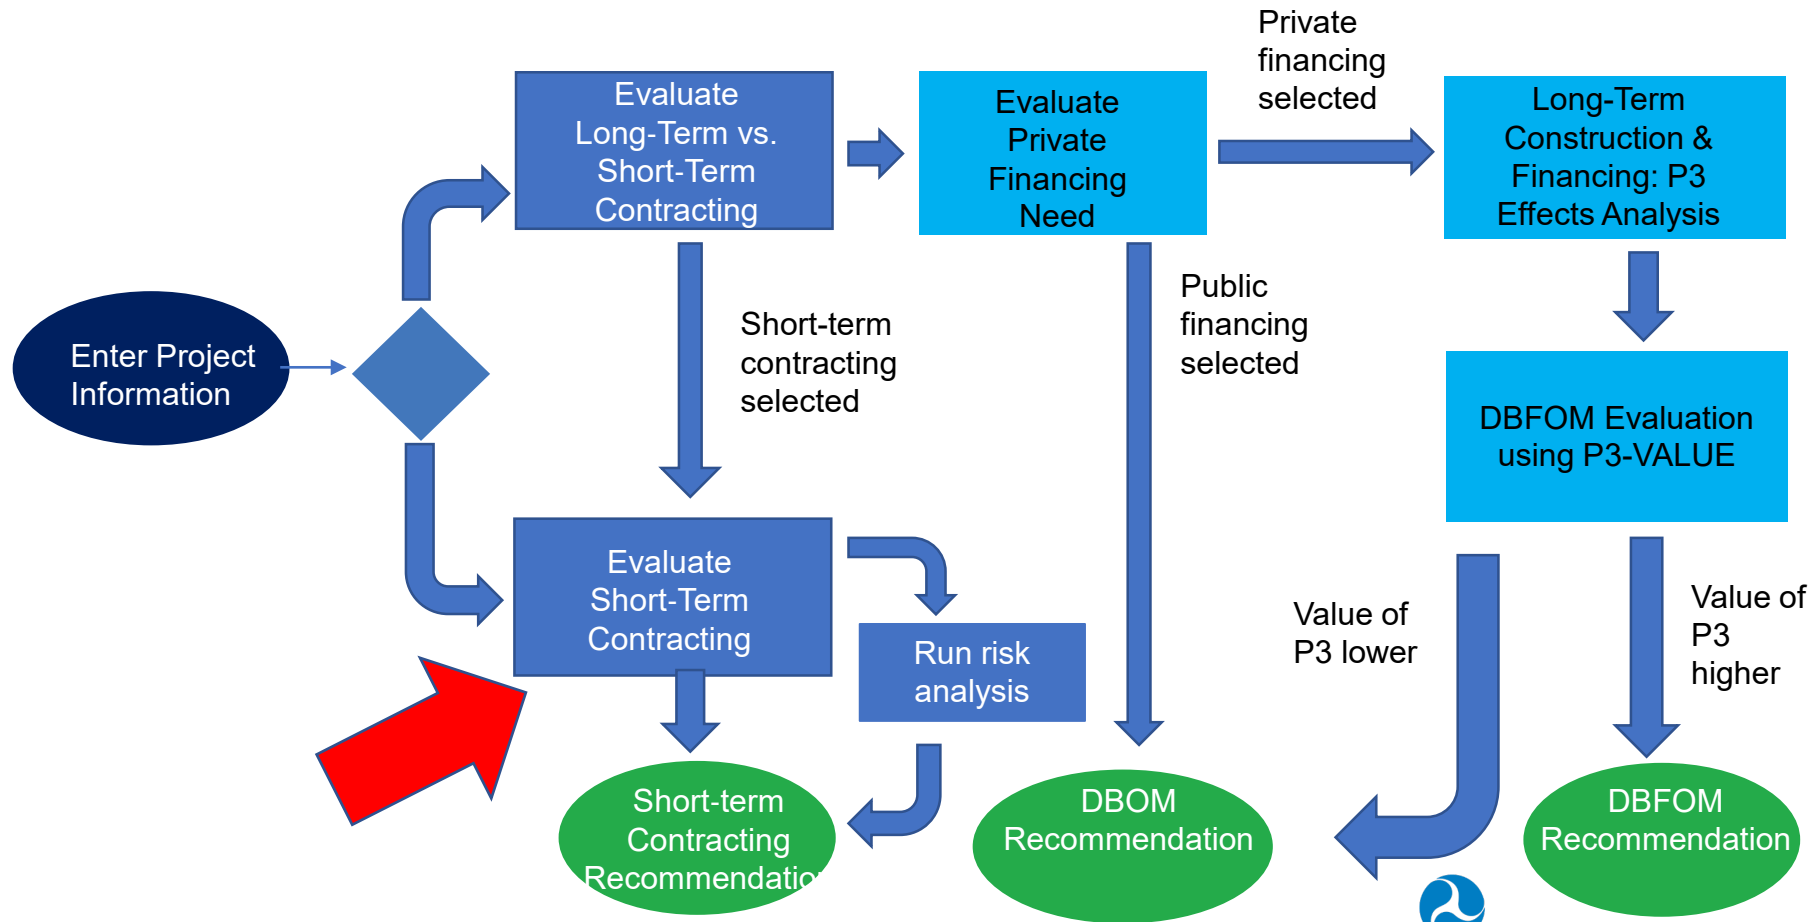 Private
financing
selected
Evaluate
Long-Term vs.
Short-Term
Contracting
Evaluate
Private
Financing
Need
Long-Term
Construction &
Financing: P3
Effects Analysis
Enter Project
Information
Short-term
contracting
selected
Public
financing
selected
DBFOM Evaluation
using P3-VALUE
Evaluate
Short-Term
Contracting
Run risk
analysis
Value of
P3 lower
Value of
P3
higher
Short-term
Contracting
Recommendation
DBOM
Recommendation
DBFOM
Recommendation